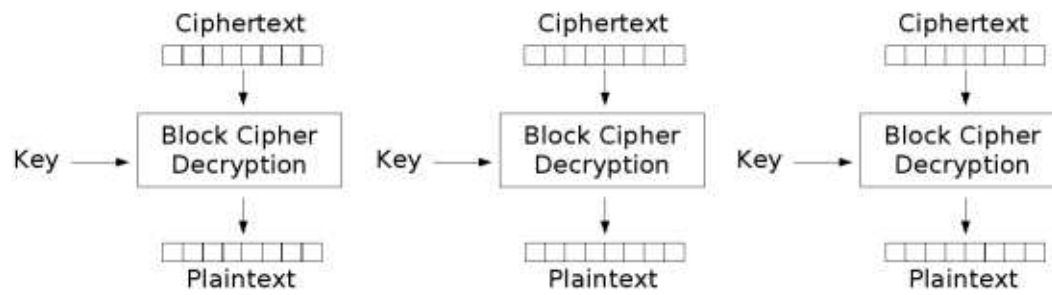 Ciphertext Ciphertext Ciphertext
Key Block Cipher Decryption Key Block Cipher Decryption Key Block Cipher Decryption
Plaintext Plaintext Plaintext